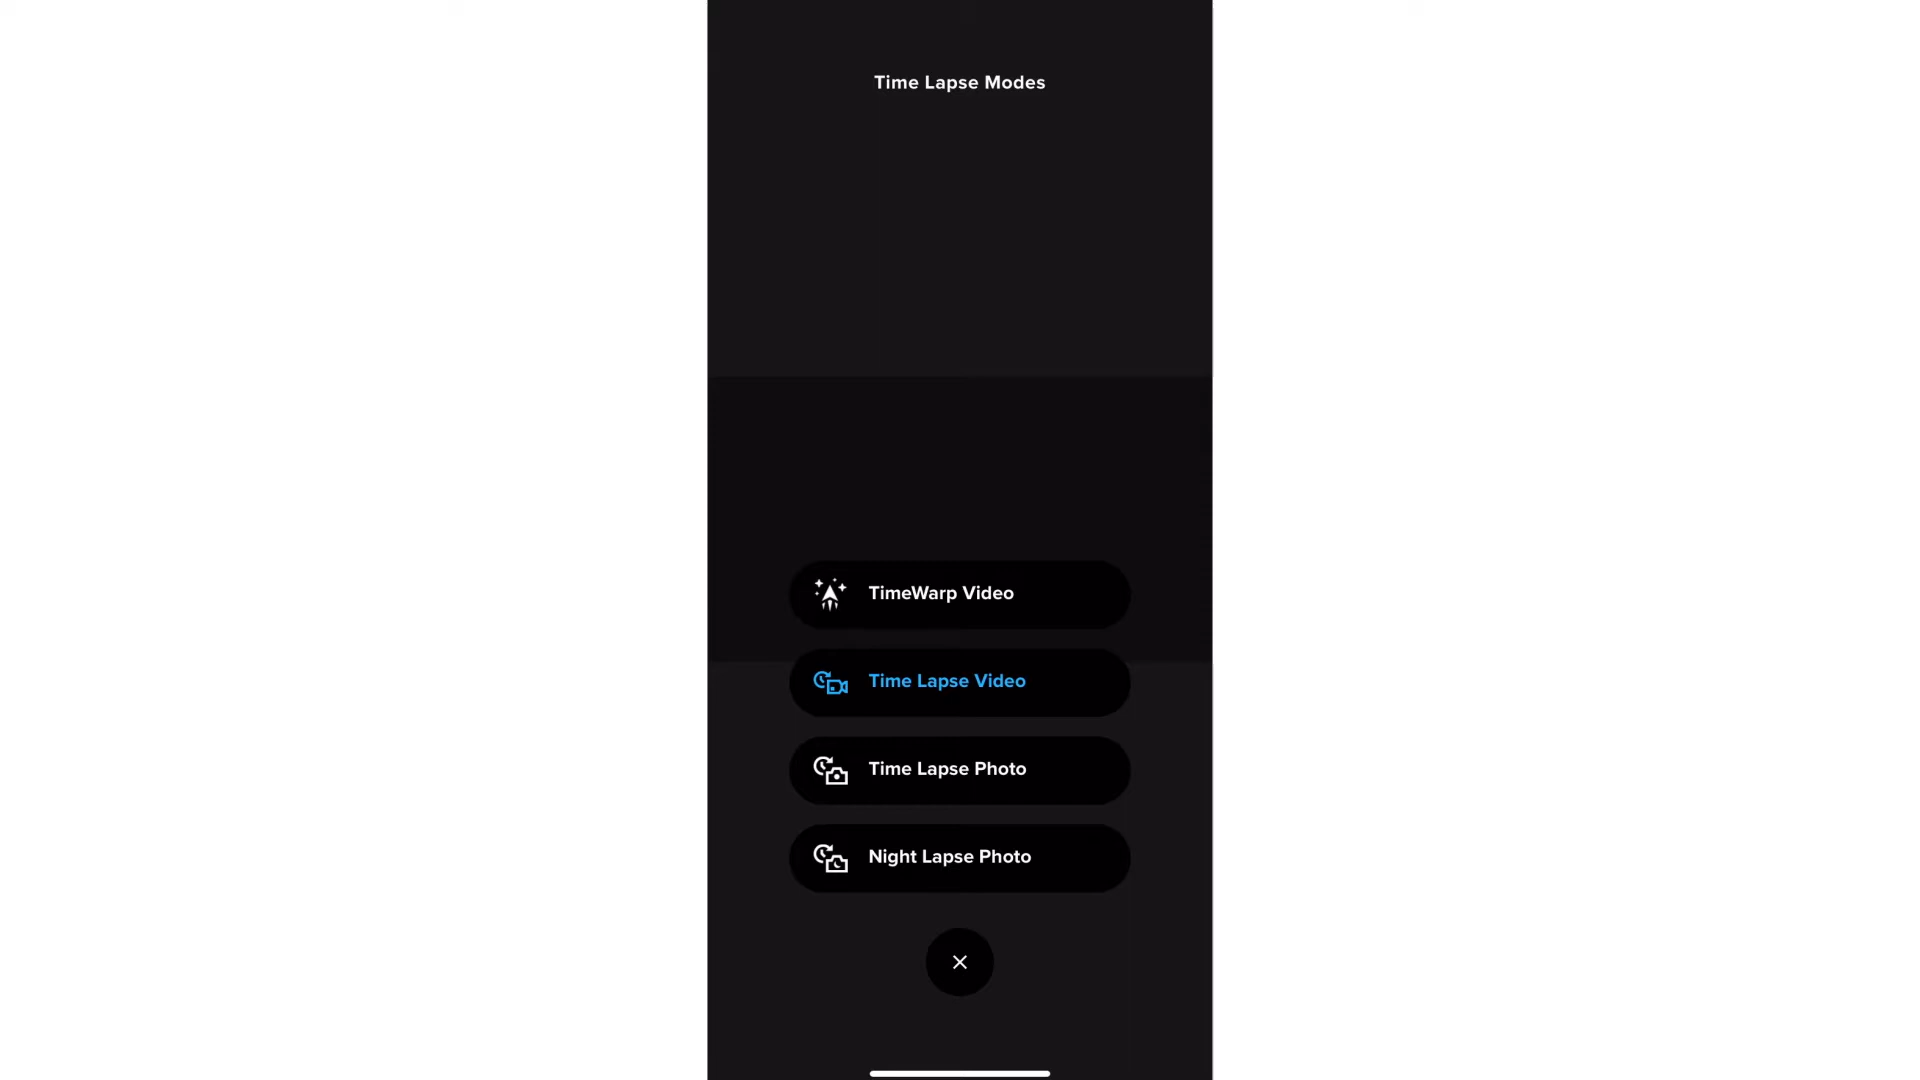 Time Lapse Modes
TimeWarp Video
Time Lapse Video
Time Lapse Photo
Night Lapse Photo